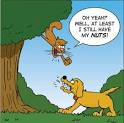 OH YEAH?
WELL, AT LEAST
I STILL HAVE
MY NUTS!